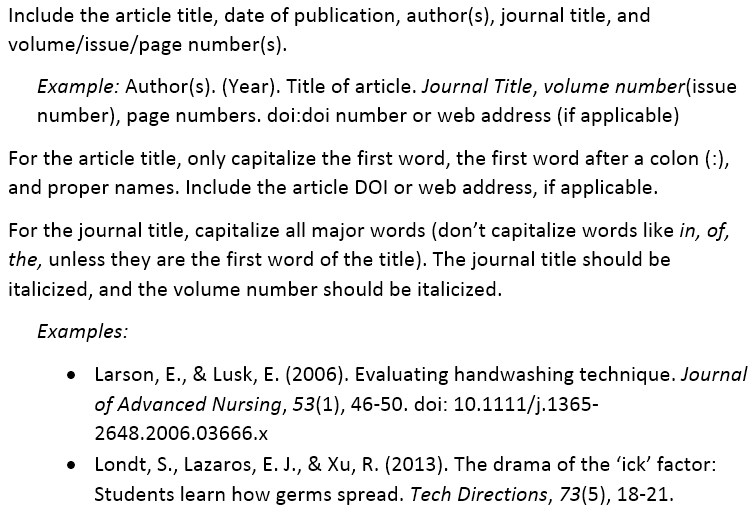 Include the article title, date of publication, author(s), journal title, and
volume/issue/page number(s).
Example: Author(s). (Year). Title of article. Journal Title, volume number(issue
number), page numbers. doi:doi number or web address (if applicable)
For the article title, only capitalize the first word, the first word after a colon (:),
and proper names. Include the article DOI or web address, if applicable.
For the journal title, capitalize all major words (don’t capitalize words like in, of,
the, unless they are the first word of the title). The journal title should be
italicized, and the volume number should be italicized.
Examples:
• Larson, E., & Lusk, E. (2006). Evaluating handwashing technique. Journal
of Advanced Nursing, 53(1), 46-50. doi: 10.1111/j.1365-
2648.2006.03666.x
• Londt, S., Lazaros, E. J., & Xu, R. (2013). The drama of the ‘ick’ factor:
Students learn how germs spread. Tech Directions, 73(5), 18-21.